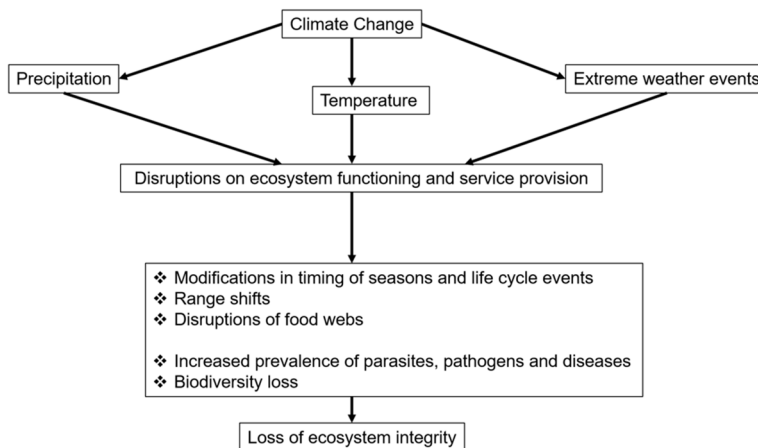 Climate Change
Precipitation
Temperature
Extreme weather events
Disruptions on ecosystem functioning and service provision
❖ Modifications in timing of seasons and life cycle events
❖ Range shifts
❖ Disruptions of food webs
❖ Increased prevalence of parasites, pathogens and diseases
❖ Biodiversity loss
Loss of ecosystem integrity